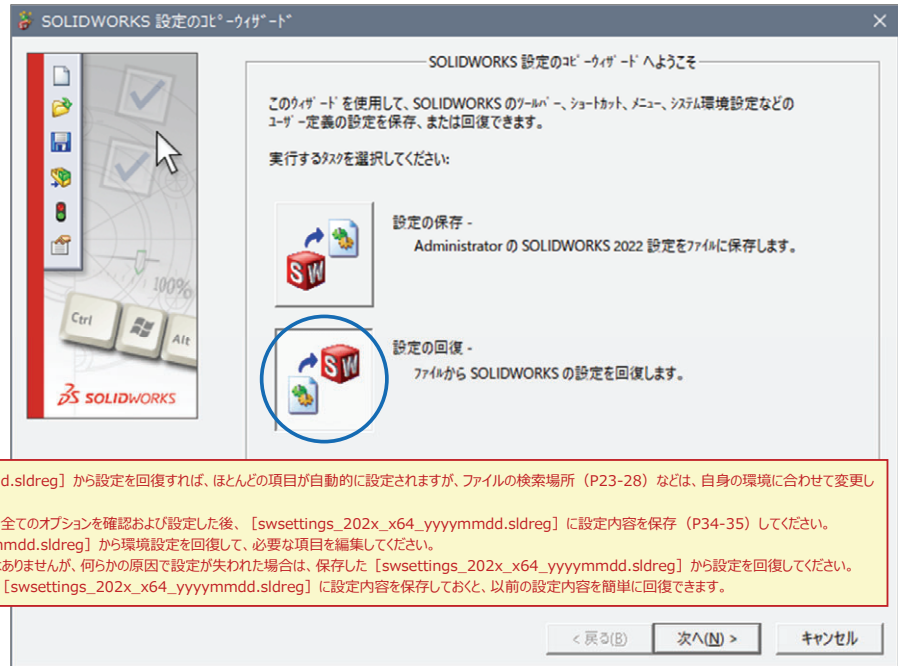 SOLIDWORKS 設定のｺﾋﾟｰｳｨｻﾞｰﾄﾞ
SOLIDWORKS 設定のｺﾋﾟｰｳｨｻﾞｰﾄﾞ へようこそ
このｳｨｻﾞｰﾄﾞを使用して、SOLIDWORKS のﾂｰﾙﾊﾞｰ、ｼｮｰﾄｶｯﾄ、ﾒﾆｭｰ、ｼｽﾃﾑ環境設定などの
ﾕｰｻﾞｰ定義の設定を保存、または回復できます。
実行するﾀｽｸを選択してください:
設定の保存 -
Administrator の SOLIDWORKS 2022 設定をﾌｧｲﾙに保存します。
設定の回復 -
ﾌｧｲﾙから SOLIDWORKS の設定を回復します。
SW
SW
100%
Ctrl
Alt
SOLIDWORKS
d.sldreg］から設定を回復すれば、ほとんどの項目が自動的に設定されますが、ファイルの検索場所（P23-28）などは、自身の環境に合わせて変更し
全てのオプションを確認および設定した後、［swsettings_202x_x64_yyyymmdd.sldreg］に設定内容を保存（P34-35）してください。
mdd.sldreg］から環境設定を回復して、必要な項目を編集してください。
ありませんが、何らかの原因で設定が失われた場合は、保存した［swsettings_202x_x64_yyyymmdd.sldreg］から設定を回復してください。
［swsettings_202x_x64_yyyymmdd.sldreg］に設定内容を保存しておくと、以前の設定内容を簡単に回復できます。
< 戻る(B)
次へ(N) >
ｷｬﾝｾﾙ